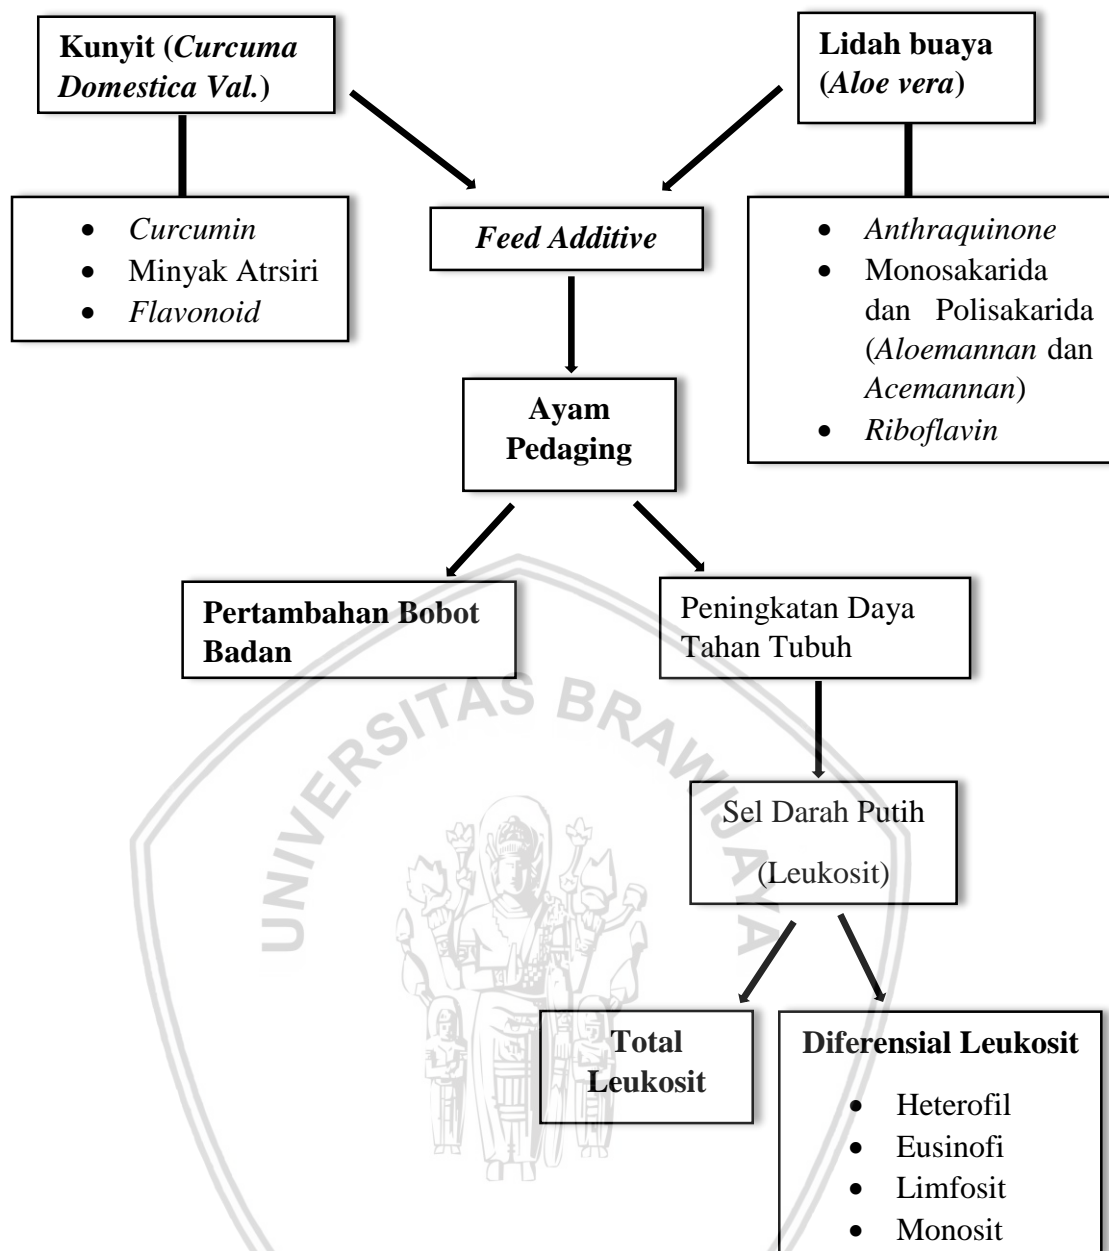 Kunyit (Curcuma
Domestica Val.)
Lidah buaya
(Aloe vera)
• Curcumin
• Minyak Atrsiri
• Flavonoid
Feed Additive
• Anthraquinone
• Monosakarida
dan Polisakarida
(Aloemannan dan
Acemannan)
• Riboflavin
Ayam
Pedaging
Pertambahan Bobot
Badan
Peningkatan Daya
Tahan Tubuh
UNIVERSITAS BRAWIJAYA
Sel Darah Putih
(Leukosit)
Total
Leukosit
Diferensial Leukosit
• Heterofil
• Eusinofi
• Limfosit
• Monosit